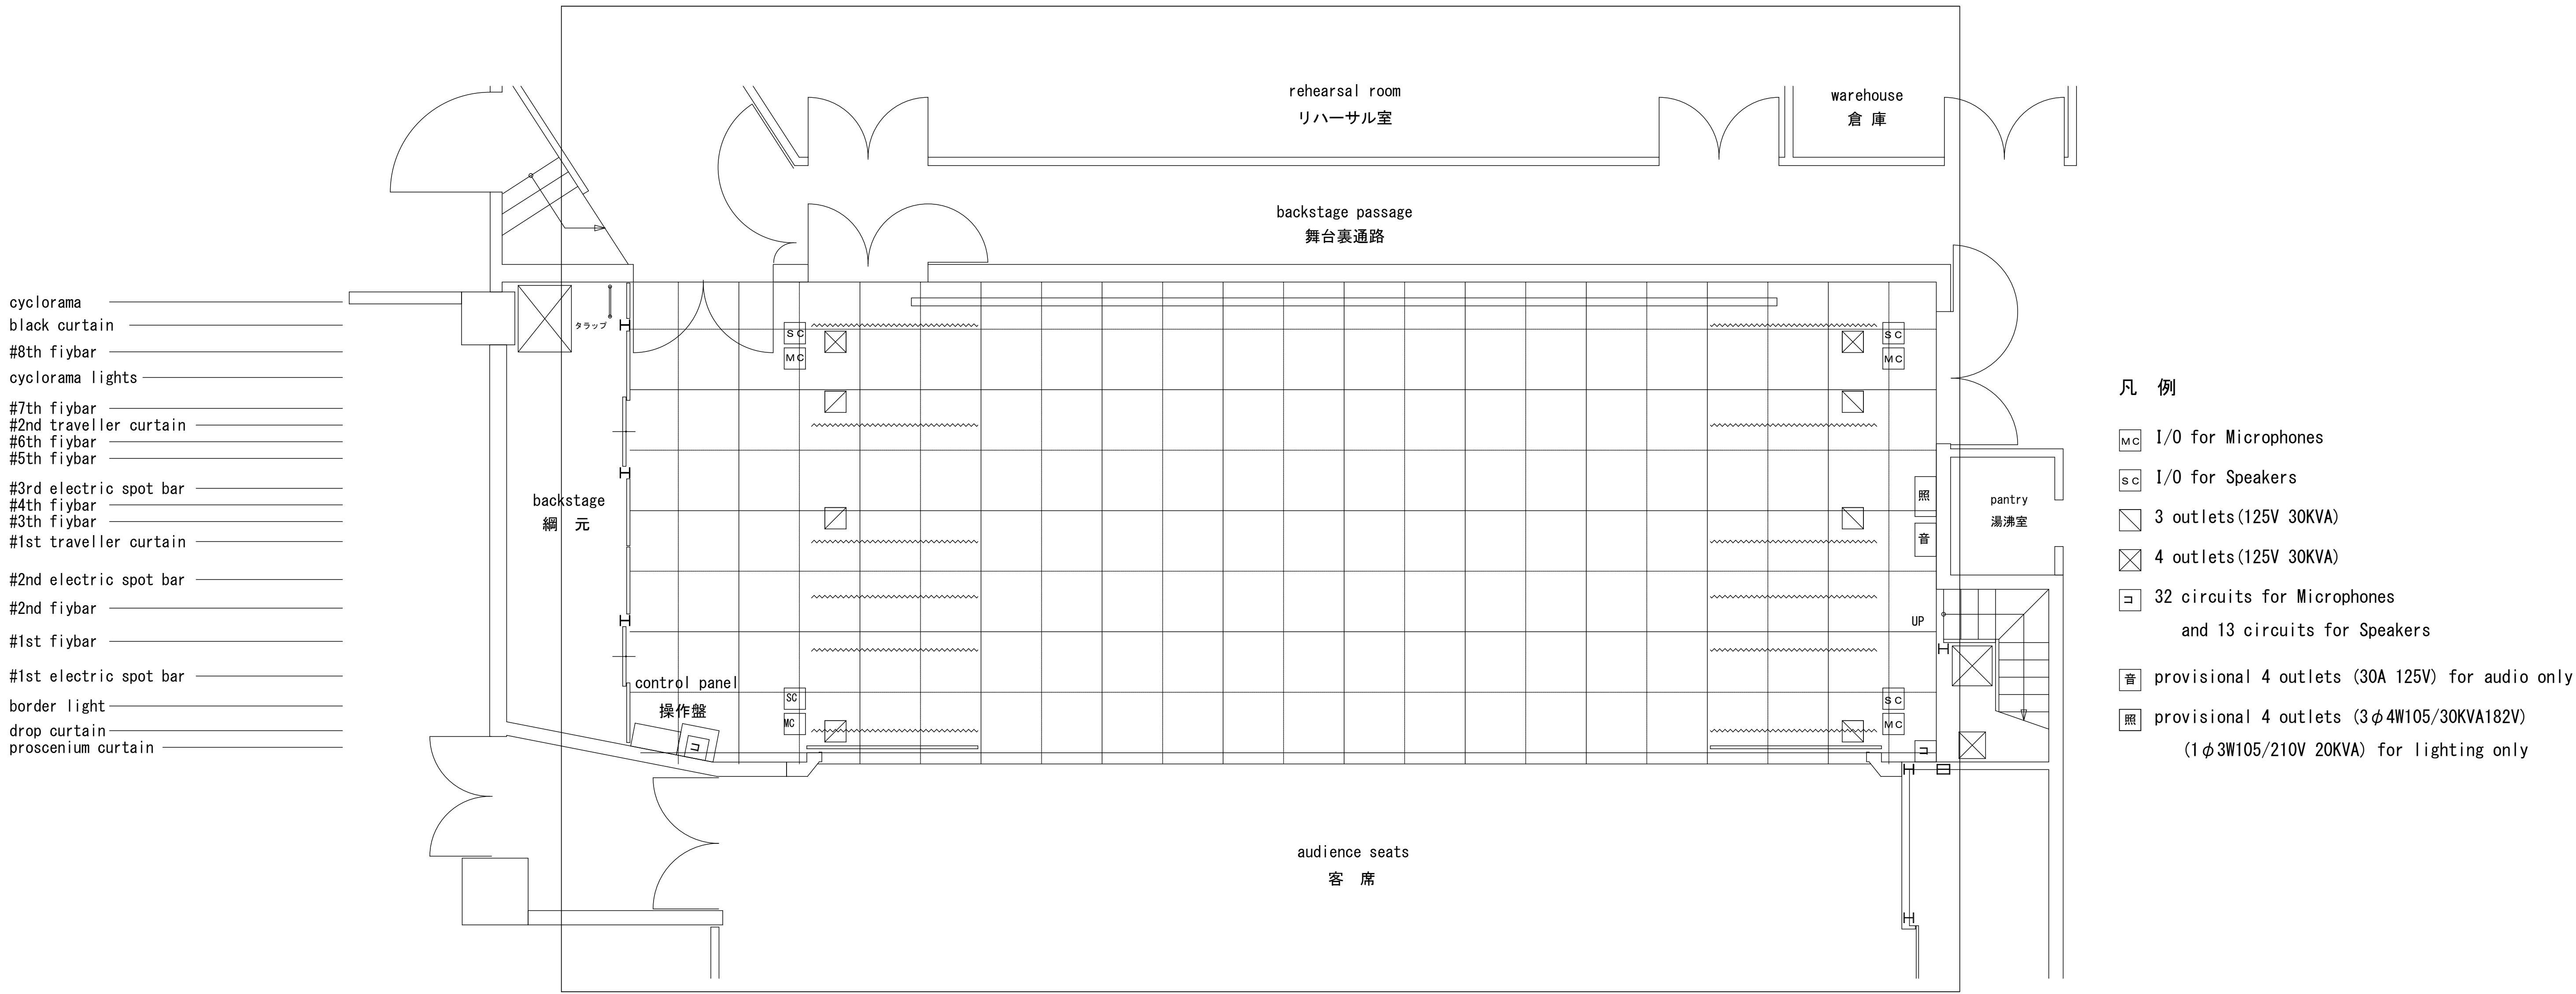 rehearsal room
リハーサル室
warehouse
倉 庫
backstage passage
舞台裏通路
cyclorama
black curtain
#8th fiybar
cyclorama lights
#7th fiybar
#2nd traveller curtain
#6th fiybar
#5th fiybar
#3rd electric spot bar
#4th fiybar
#3th fiybar
#1st traveller curtain
#2nd electric spot bar
#2nd fiybar
#1st fiybar
#1st electric spot bar
border light
drop curtain
proscenium curtain
タラップ
SC
MC
SC
MC
backstage
綱 元
照
音
pantry
湯沸室
UP
control panel
操作盤
コ
SC
MC
SC
MC
コ
audience seats
客 席
凡 例
MC I/O for Microphones
SC I/O for Speakers
3 outlets(125V 30KVA)
4 outlets(125V 30KVA)
コ 32 circuits for Microphones
and 13 circuits for Speakers
音 provisional 4 outlets (30A 125V) for audio only
照 provisional 4 outlets (3φ4W105/30KVA182V)
(1φ3W105/210V 20KVA) for lighting only